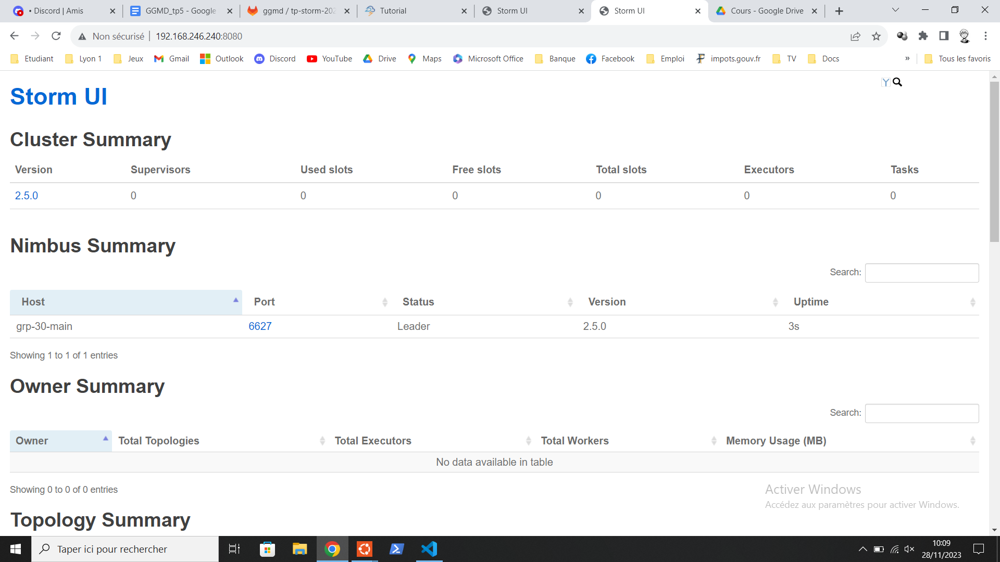 • Discord | Amis
GGMD_tp5 - Google
ggmd / tp-storm-202
Tutorial
Storm UI
Storm UI
Cours - Google Drive
Non sécurisé
192.168.246.240:8080
Etudiant
Lyon 1
Jeux
Gmail
Outlook
Discord
YouTube
Drive
Maps
Microsoft Office
Banque
Facebook
Emploi
impots.gouv.fr
TV
Docs
»
Tous les favoris
Storm UI
Cluster Summary
Version Supervisors Used slots Free slots Total slots Executors Tasks
2.5.0 0 0 0 0 0 0
Nimbus Summary
Search:
Host Port Status Version Uptime
grp-30-main 6627 Leader 2.5.0 3s
Showing 1 to 1 of 1 entries
Owner Summary
Search:
Owner Total Topologies Total Executors Total Workers Memory Usage (MB)
No data available in table
Showing 0 to 0 of 0 entries
Activer Windows
Accédez aux paramètres pour activer Windows.
Topology Summary
Taper ici pour rechercher
10:09
28/11/2023